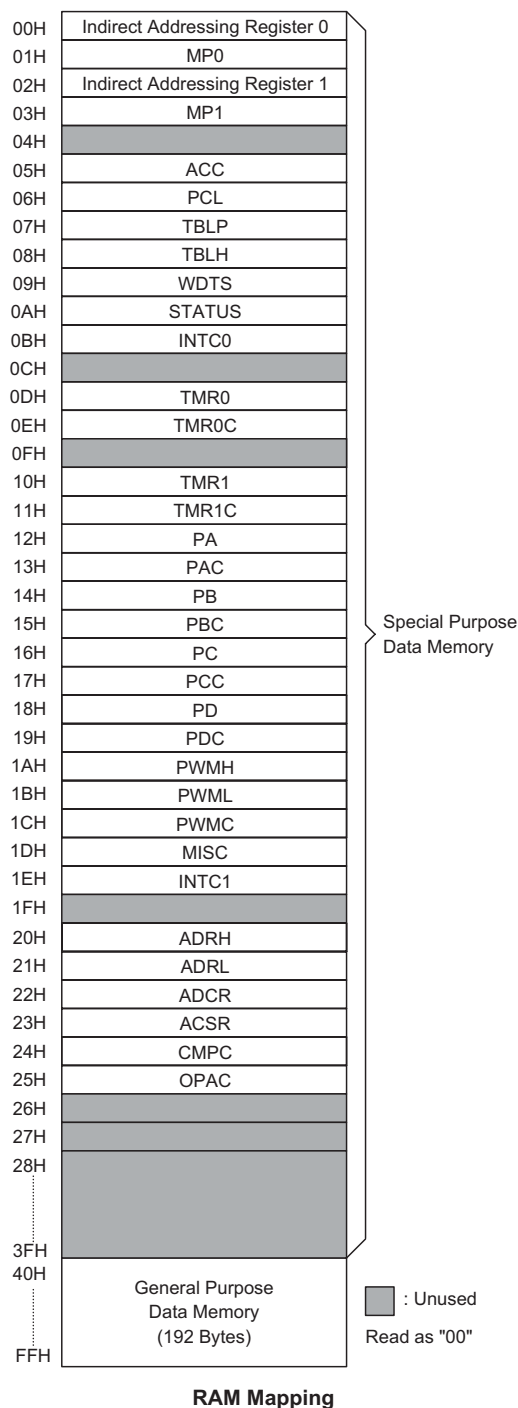 00H Indirect Addressing Register 0
01H MP0
02H Indirect Addressing Register 1
03H MP1
04H
05H ACC
06H PCL
07H TBLP
08H TBLH
09H WDTS
0AH STATUS
0BH INTC0
0CH
0DH TMR0
0EH TMR0C
0FH
10H TMR1
11H TMR1C
12H PA
13H PAC
14H PB
15H PBC
16H PC
17H PCC
18H PD
19H PDC
1AH PWMH
1BH PWML
1CH PWMC
1DH MISC
1EH INTC1
1FH
20H ADRH
21H ADRL
22H ADCR
23H ACSR
24H CMPC
25H OPAC
26H
27H
28H
3FH
40H
FFH
General Purpose
Data Memory
(192 Bytes)
Special Purpose
Data Memory
: Unused
Read as "00"
RAM Mapping